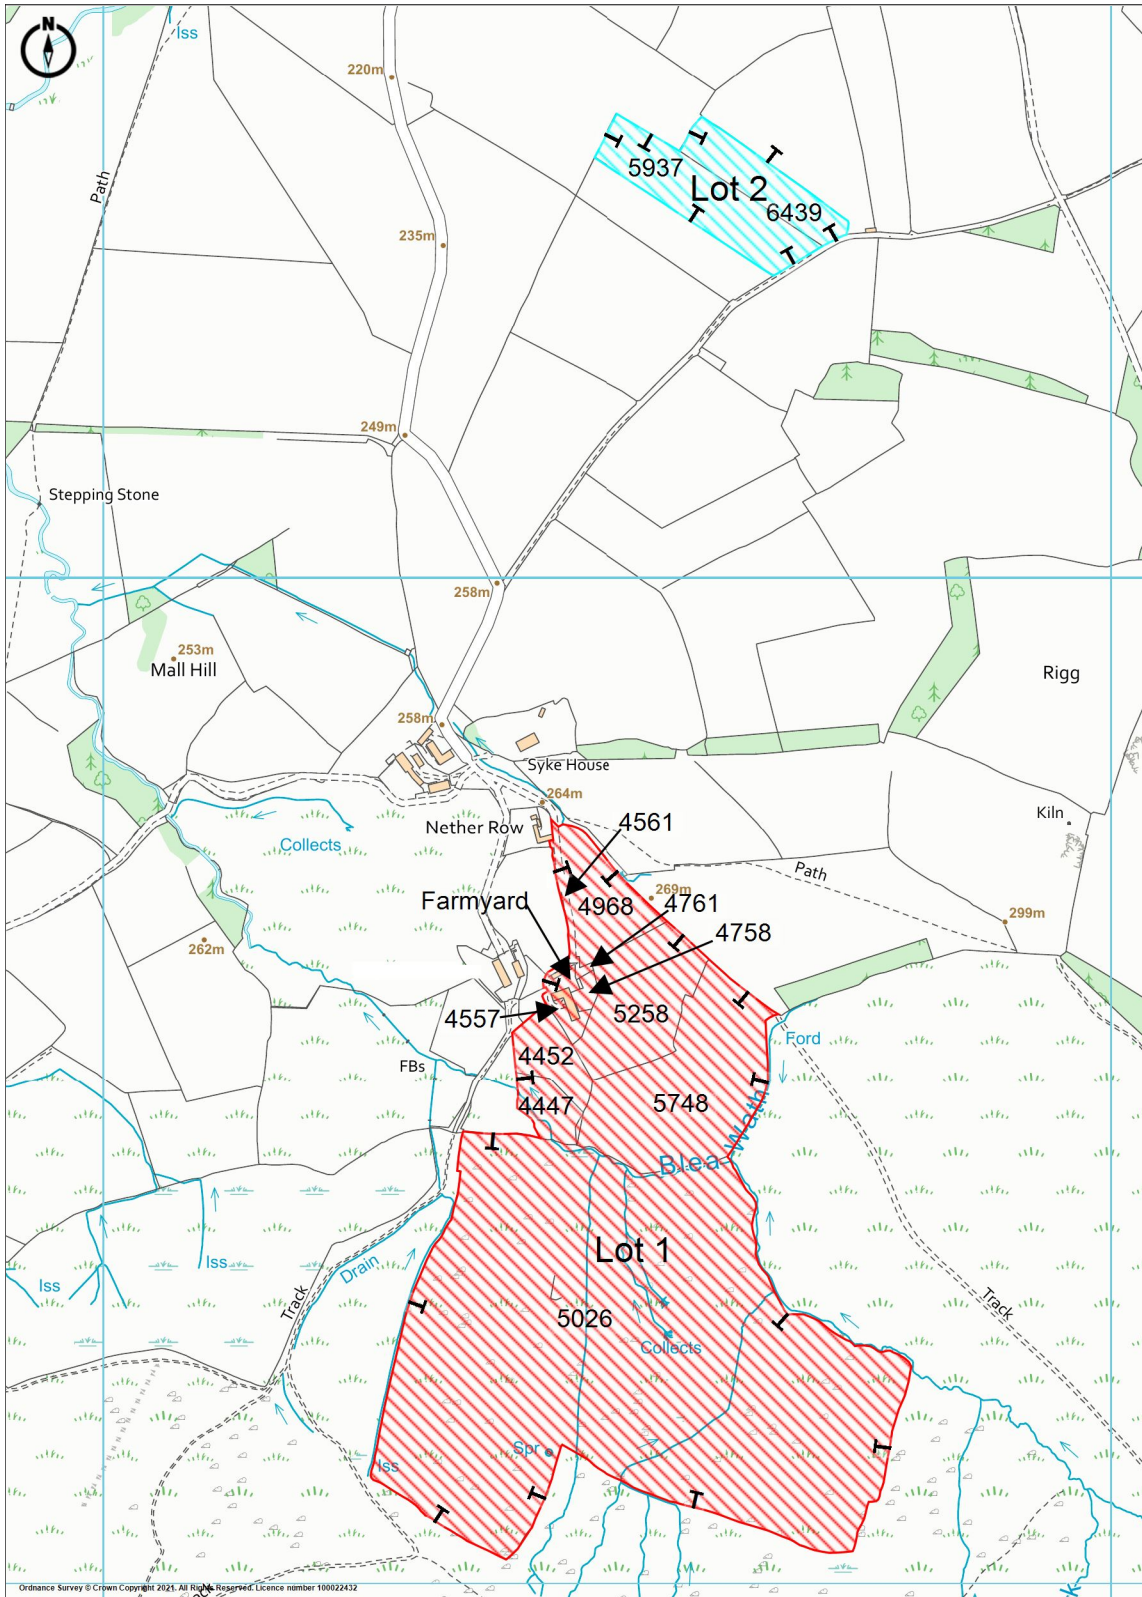 N
Iss
220m
Path
5937
Lot 2
6439
235m
249m
Stepping Stone
258m
253m
Mall Hill
Rigg
258m
Syke House
264m
Kiln
Nether Row
4561
Collects
Path
269m
Farmyard
4968
4761
299m
4758
262m
4557
5258
Ford
4452
FBs
4447
5748
Blea Wath
Lot 1
Iss
Drain
Iss
Track
Track
5026
Collects
Spr
Iss
Ordnance Survey © Crown Copyright 2021. All Rights Reserved. Licence number 100022432